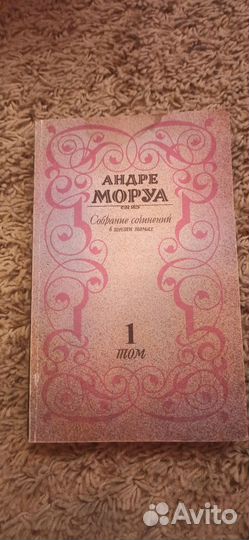 АНДРЕ
МОРУА
Собрание сочинений
в шести томах
1
том
Avito